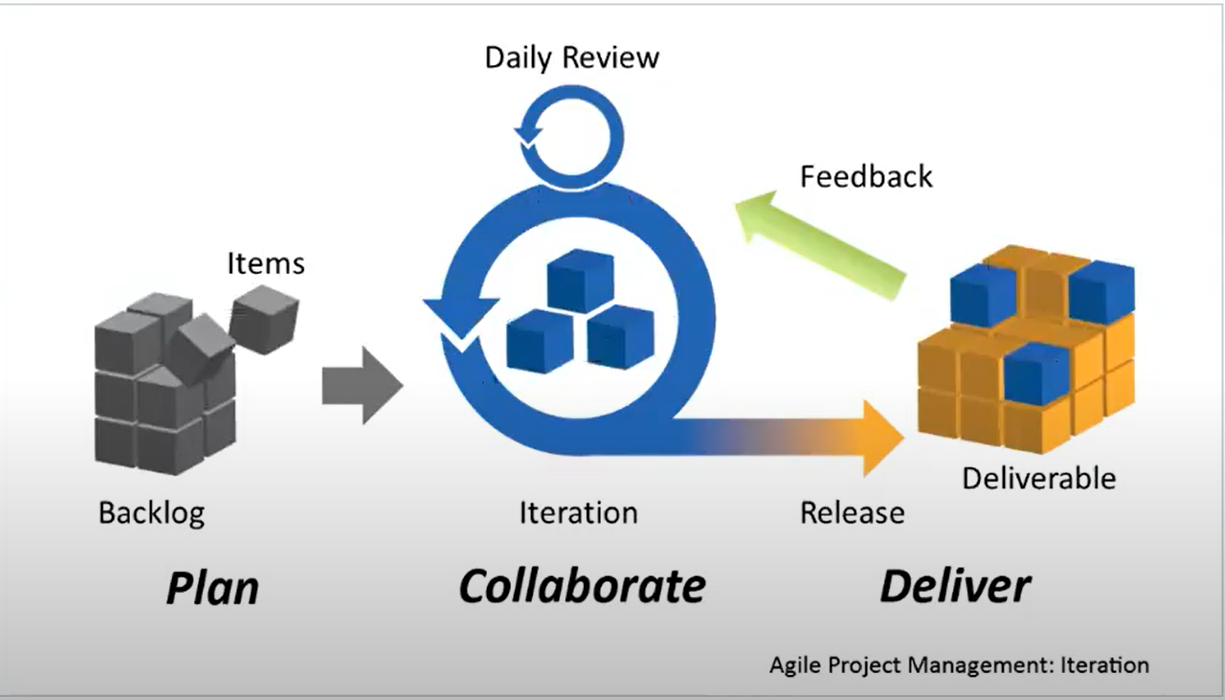 Daily Review
Feedback
Items
Deliverable
Backlog
Iteration
Release
Plan
Collaborate
Deliver
Agile Project Management: Iteration